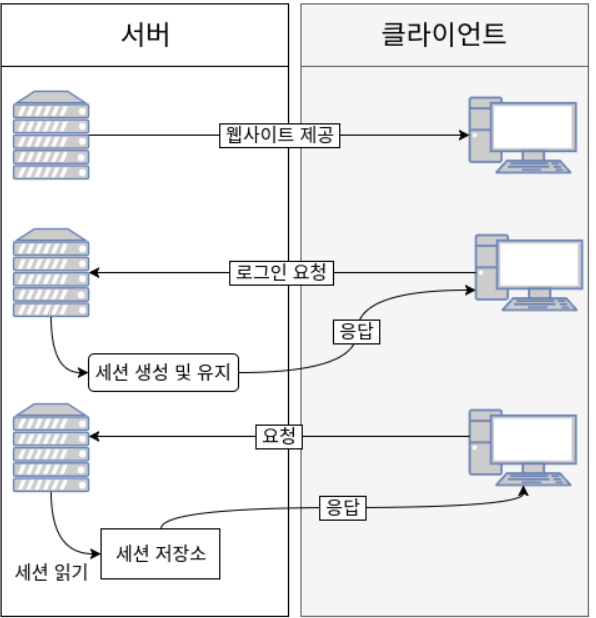 서버
클라이언트
웹사이트 제공
로그인 요청
응답
세션 생성 및 유지
요청
응답
세션 저장소
세션 읽기